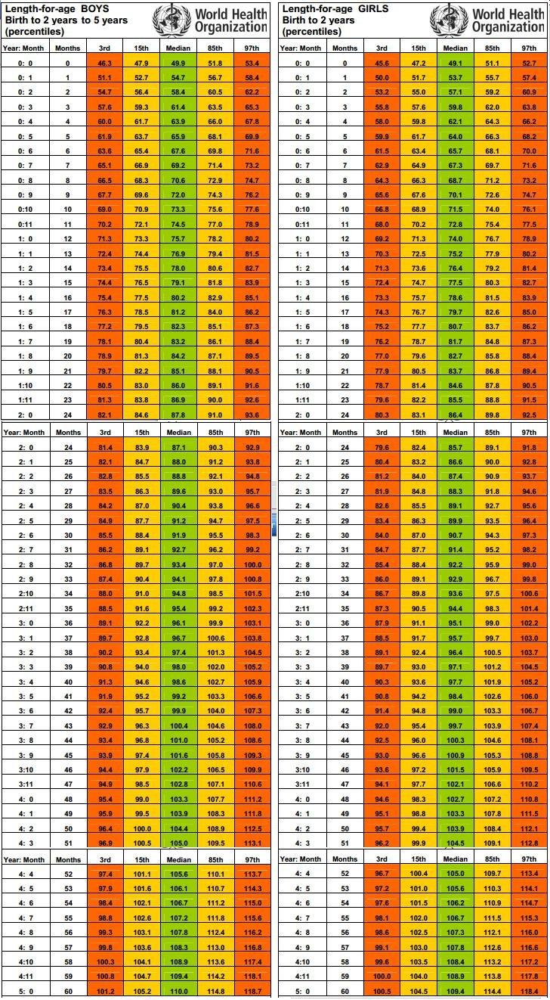 Length-for-age BOYS
Birth to 2 years to 5 years
(percentiles)
World Health
Organization
Year: Month Months 3rd 15th Median 85th 97th
0: 0 0 46.3 47.9 49.9 51.8 53.4
0: 1 1 51.1 52.7 54.7 56.7 58.4
0: 2 2 54.7 56.4 58.4 60.5 62.2
0: 3 3 57.6 59.3 61.4 63.5 65.3
0: 4 4 60.0 61.7 63.9 66.0 67.8
0: 5 5 61.9 63.7 65.9 68.1 69.9
0: 6 6 63.6 65.4 67.6 69.8 71.6
0: 7 7 65.1 66.9 69.2 71.4 73.2
0: 8 8 66.5 68.3 70.6 72.9 74.7
0: 9 9 67.7 69.6 72.0 74.3 76.2
0:10 10 69.0 70.9 73.3 75.6 77.6
0:11 11 70.2 72.1 74.5 77.0 78.9
1: 0 12 71.3 73.3 75.7 78.2 80.2
1: 1 13 72.4 74.4 76.9 79.4 81.5
1: 2 14 73.4 75.5 78.0 80.6 82.7
1: 3 15 74.4 76.5 79.1 81.8 83.9
1: 4 16 75.4 77.5 80.2 82.9 85.1
1: 5 17 76.3 78.5 81.2 84.0 86.2
1: 6 18 77.2 79.5 82.3 85.1 87.3
1: 7 19 78.1 80.4 83.2 86.1 88.4
1: 8 20 78.9 81.3 84.2 87.1 89.5
1: 9 21 79.7 82.2 85.1 88.1 90.5
1:10 22 80.5 83.0 86.0 89.1 91.6
1:11 23 81.3 83.8 86.9 90.0 92.6
2: 0 24 82.1 84.6 87.8 91.0 93.6
Year: Month Months 3rd 15th Median 85th 97th
2: 0 24 81.4 83.9 87.1 90.3 92.9
2: 1 25 82.1 84.7 88.0 91.2 93.8
2: 2 26 82.8 85.5 88.8 92.1 94.8
2: 3 27 83.5 86.3 89.6 93.0 95.7
2: 4 28 84.2 87.0 90.4 93.8 96.6
2: 5 29 84.9 87.7 91.2 94.7 97.5
2: 6 30 85.5 88.4 91.9 95.5 98.3
2: 7 31 86.2 89.1 92.7 96.2 99.2
2: 8 32 86.8 89.7 93.4 97.0 100.0
2: 9 33 87.4 90.4 94.1 97.8 100.8
2:10 34 88.0 91.0 94.8 98.5 101.5
2:11 35 88.5 91.6 95.4 99.2 102.3
3: 0 36 89.1 92.2 96.1 99.9 103.1
3: 1 37 89.7 92.8 96.7 100.6 103.8
3: 2 38 90.2 93.4 97.4 101.3 104.5
3: 3 39 90.8 94.0 98.0 102.0 105.2
3: 4 40 91.3 94.6 98.6 102.7 105.9
3: 5 41 91.9 95.2 99.2 103.3 106.6
3: 6 42 92.4 95.7 99.9 104.0 107.3
3: 7 43 92.9 96.3 100.4 104.6 108.0
3: 8 44 93.4 96.8 101.0 105.2 108.6
3: 9 45 93.9 97.4 101.6 105.8 109.3
3:10 46 94.4 97.9 102.2 106.5 109.9
3:11 47 94.9 98.5 102.8 107.1 110.6
4: 0 48 95.4 99.0 103.3 107.7 111.2
4: 1 49 95.9 99.5 103.9 108.3 111.8
4: 2 50 96.4 100.0 104.4 108.9 112.5
4: 3 51 96.9 100.5 105.0 109.5 113.1
Year: Month Months 3rd 15th Median 85th 97th
4: 4 52 97.4 101.1 105.6 110.1 113.7
4: 5 53 97.9 101.6 106.1 110.7 114.3
4: 6 54 98.4 102.1 106.7 111.2 115.0
4: 7 55 98.8 102.6 107.2 111.8 115.6
4: 8 56 99.3 103.1 107.8 112.4 116.2
4: 9 57 99.8 103.6 108.3 113.0 116.8
4:10 58 100.3 104.1 108.9 113.6 117.4
4:11 59 100.8 104.7 109.4 114.2 118.1
5: 0 60 101.2 105.2 110.0 114.8 118.7
Length-for-age GIRLS
Birth to 2 years
(percentiles)
World Health
Organization
Year: Month Months 3rd 15th Median 85th 97th
0: 0 0 45.6 47.2 49.1 51.1 52.7
0: 1 1 50.0 51.7 53.7 55.7 57.4
0: 2 2 53.2 55.0 57.1 59.2 60.9
0: 3 3 55.8 57.6 59.8 62.0 63.8
0: 4 4 58.0 59.8 62.1 64.3 66.2
0: 5 5 59.9 61.7 64.0 66.3 68.2
0: 6 6 61.5 63.4 65.7 68.1 70.0
0: 7 7 62.9 64.9 67.3 69.7 71.6
0: 8 8 64.3 66.3 68.7 71.2 73.2
0: 9 9 65.6 67.6 70.1 72.6 74.7
0:10 10 66.8 68.9 71.5 74.0 76.1
0:11 11 68.0 70.2 72.8 75.4 77.5
1: 0 12 69.2 71.3 74.0 76.7 78.9
1: 1 13 70.3 72.5 75.2 77.9 80.2
1: 2 14 71.3 73.6 76.4 79.2 81.4
1: 3 15 72.4 74.7 77.5 80.3 82.7
1: 4 16 73.3 75.7 78.6 81.5 83.9
1: 5 17 74.3 76.7 79.7 82.6 85.0
1: 6 18 75.2 77.7 80.7 83.7 86.2
1: 7 19 76.2 78.7 81.7 84.8 87.3
1: 8 20 77.0 79.6 82.7 85.8 88.4
1: 9 21 77.9 80.5 83.7 86.8 89.4
1:10 22 78.7 81.4 84.6 87.8 90.5
1:11 23 79.6 82.2 85.5 88.8 91.5
2: 0 24 80.3 83.1 86.4 89.8 92.5
Year: Month Months 3rd 15th Median 85th 97th
2: 0 24 79.6 82.4 85.7 89.1 91.8
2: 1 25 80.4 83.2 86.6 90.0 92.8
2: 2 26 81.2 84.0 87.4 90.9 93.7
2: 3 27 81.9 84.8 88.3 91.8 94.6
2: 4 28 82.6 85.5 89.1 92.7 95.6
2: 5 29 83.4 86.3 89.9 93.5 96.4
2: 6 30 84.0 87.0 90.7 94.3 97.3
2: 7 31 84.7 87.7 91.4 95.2 98.2
2: 8 32 85.4 88.4 92.2 95.9 99.0
2: 9 33 86.0 89.1 92.9 96.7 99.8
2:10 34 86.7 89.8 93.6 97.5 100.6
2:11 35 87.3 90.5 94.4 98.3 101.4
3: 0 36 87.9 91.1 95.1 99.0 102.2
3: 1 37 88.5 91.7 95.7 99.7 103.0
3: 2 38 89.1 92.4 96.4 100.5 103.7
3: 3 39 89.7 93.0 97.1 101.2 104.5
3: 4 40 90.3 93.6 97.7 101.9 105.2
3: 5 41 90.8 94.2 98.4 102.6 106.0
3: 6 42 91.4 94.8 99.0 103.3 106.7
3: 7 43 92.0 95.4 99.7 103.9 107.4
3: 8 44 92.5 96.0 100.3 104.6 108.1
3: 9 45 93.0 96.6 100.9 105.3 108.8
3:10 46 93.6 97.2 101.5 105.9 109.5
3:11 47 94.1 97.7 102.1 106.6 110.2
4: 0 48 94.6 98.3 102.7 107.2 110.8
4: 1 49 95.1 98.8 103.3 107.8 111.5
4: 2 50 95.7 99.4 103.9 108.4 112.1
4: 3 51 96.2 99.9 104.5 109.1 112.8
Year: Month Months 3rd 15th Median 85th 97th
4: 4 52 96.7 100.4 105.0 109.7 113.4
4: 5 53 97.2 101.0 105.6 110.3 114.1
4: 6 54 97.6 101.5 106.2 110.9 114.7
4: 7 55 98.1 102.0 106.7 111.5 115.3
4: 8 56 98.6 102.5 107.3 112.1 116.0
4: 9 57 99.1 103.0 107.8 112.6 116.6
4:10 58 99.6 103.5 108.4 113.2 117.2
4:11 59 100.0 104.0 108.9 113.8 117.8
5: 0 60 100.5 104.5 109.4 114.4 118.4